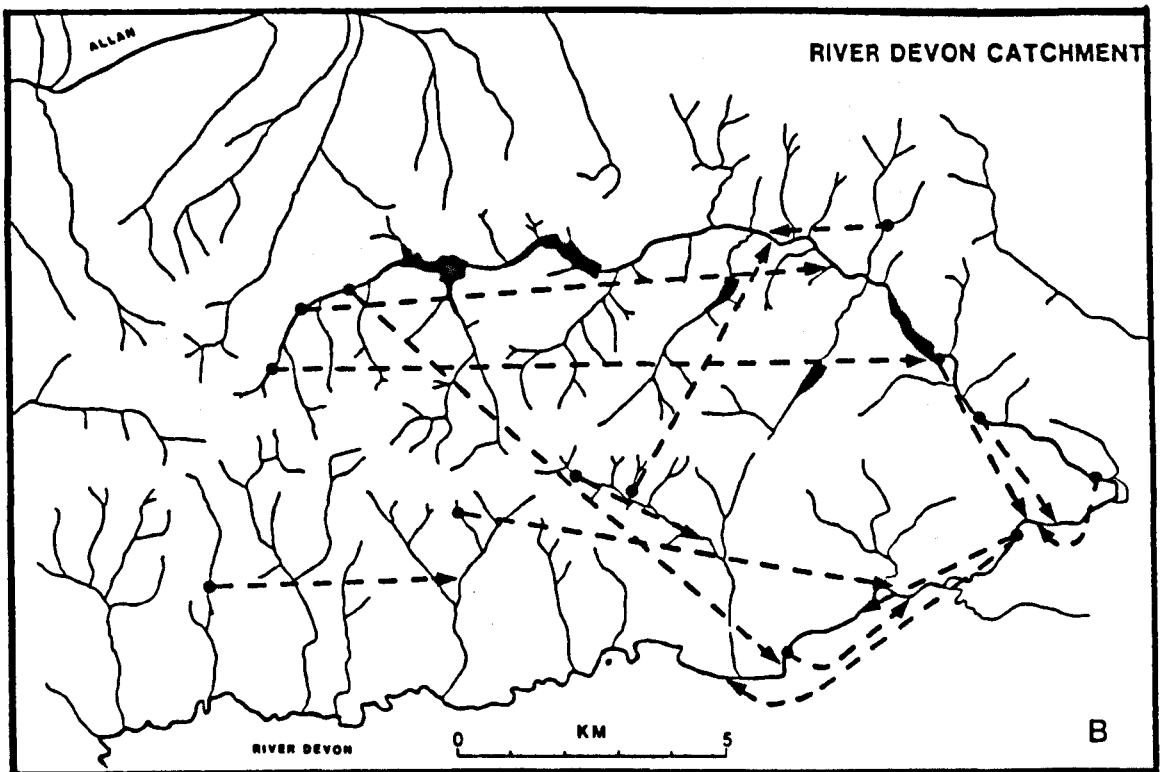 ALLAN
RIVER DEVON CATCHMENT
KM
0 5
RIVER DEVON
B